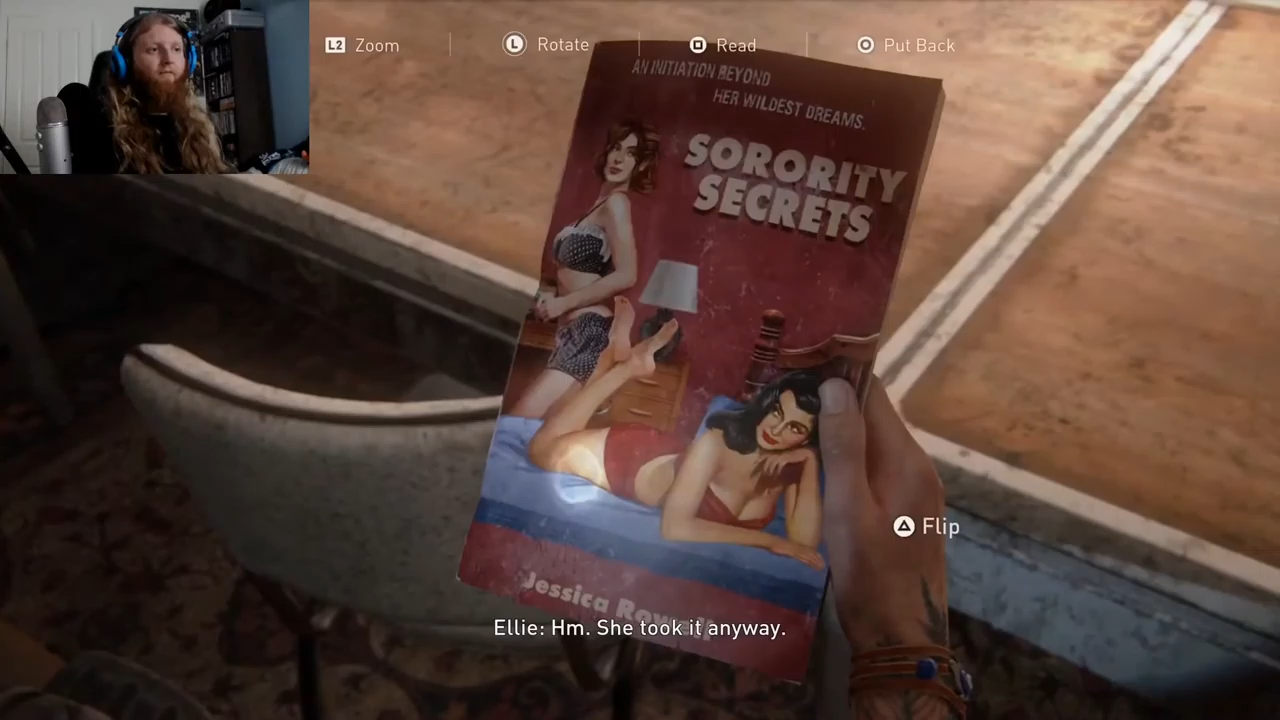 L2 Zoom
L Rotate
Read
Put Back
AN INITIATION BEYOND
HER WILDEST DREAMS.
SORORITY
SECRETS
Flip
Jessica
Ellie: Hm. She took it anyway.